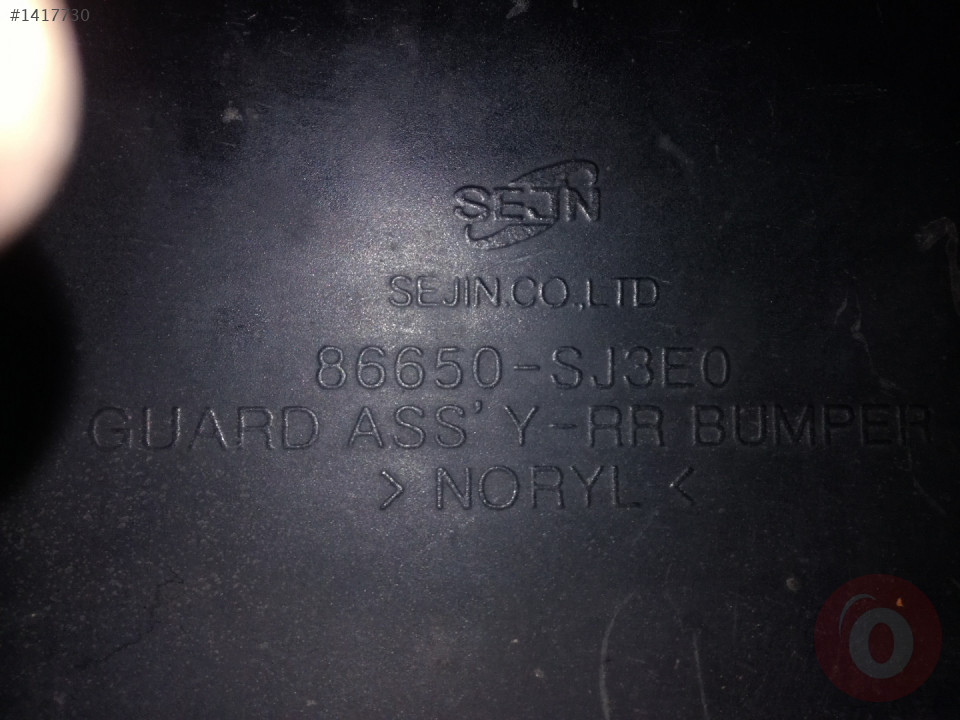 #1417730
SEJIN
SEJIN.CO.,LTD
86650-SJ3E0
GUARD ASS'Y-RR BUMPER
>NORYL<
O